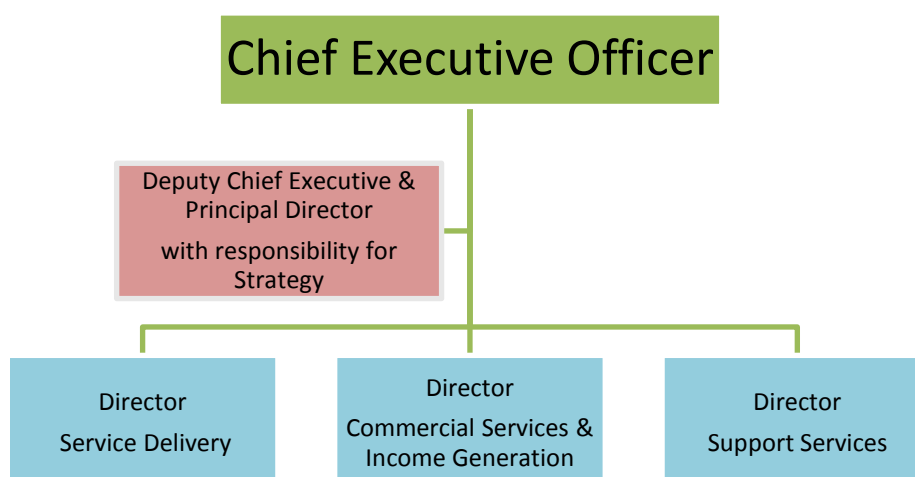 Chief Executive Officer
Deputy Chief Executive &
Principal Director
with responsibility for
Strategy
Director
Service Delivery
Director
Commercial Services &
Income Generation
Director
Support Services